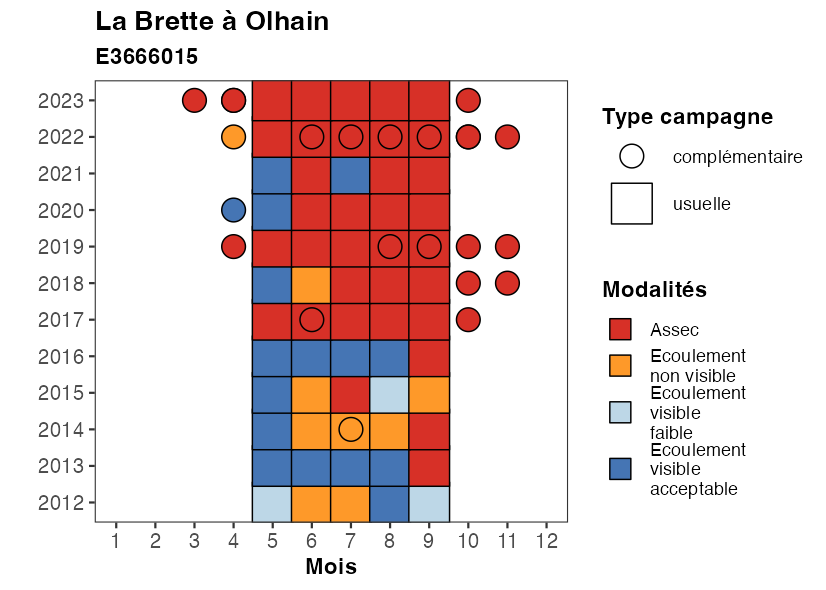 La Brette à Olhain
E3666015
2023
2022
2021
2020
2019
2018
2017
2016
2015
2014
2013
2012
1 2 3 4 5 6 7 8 9 10 11 12
Mois
Type campagne
complémentaire
usuelle
Modalités
Assec
Ecoulement
non visible
Ecoulement
visible
faible
Ecoulement
visible
acceptable